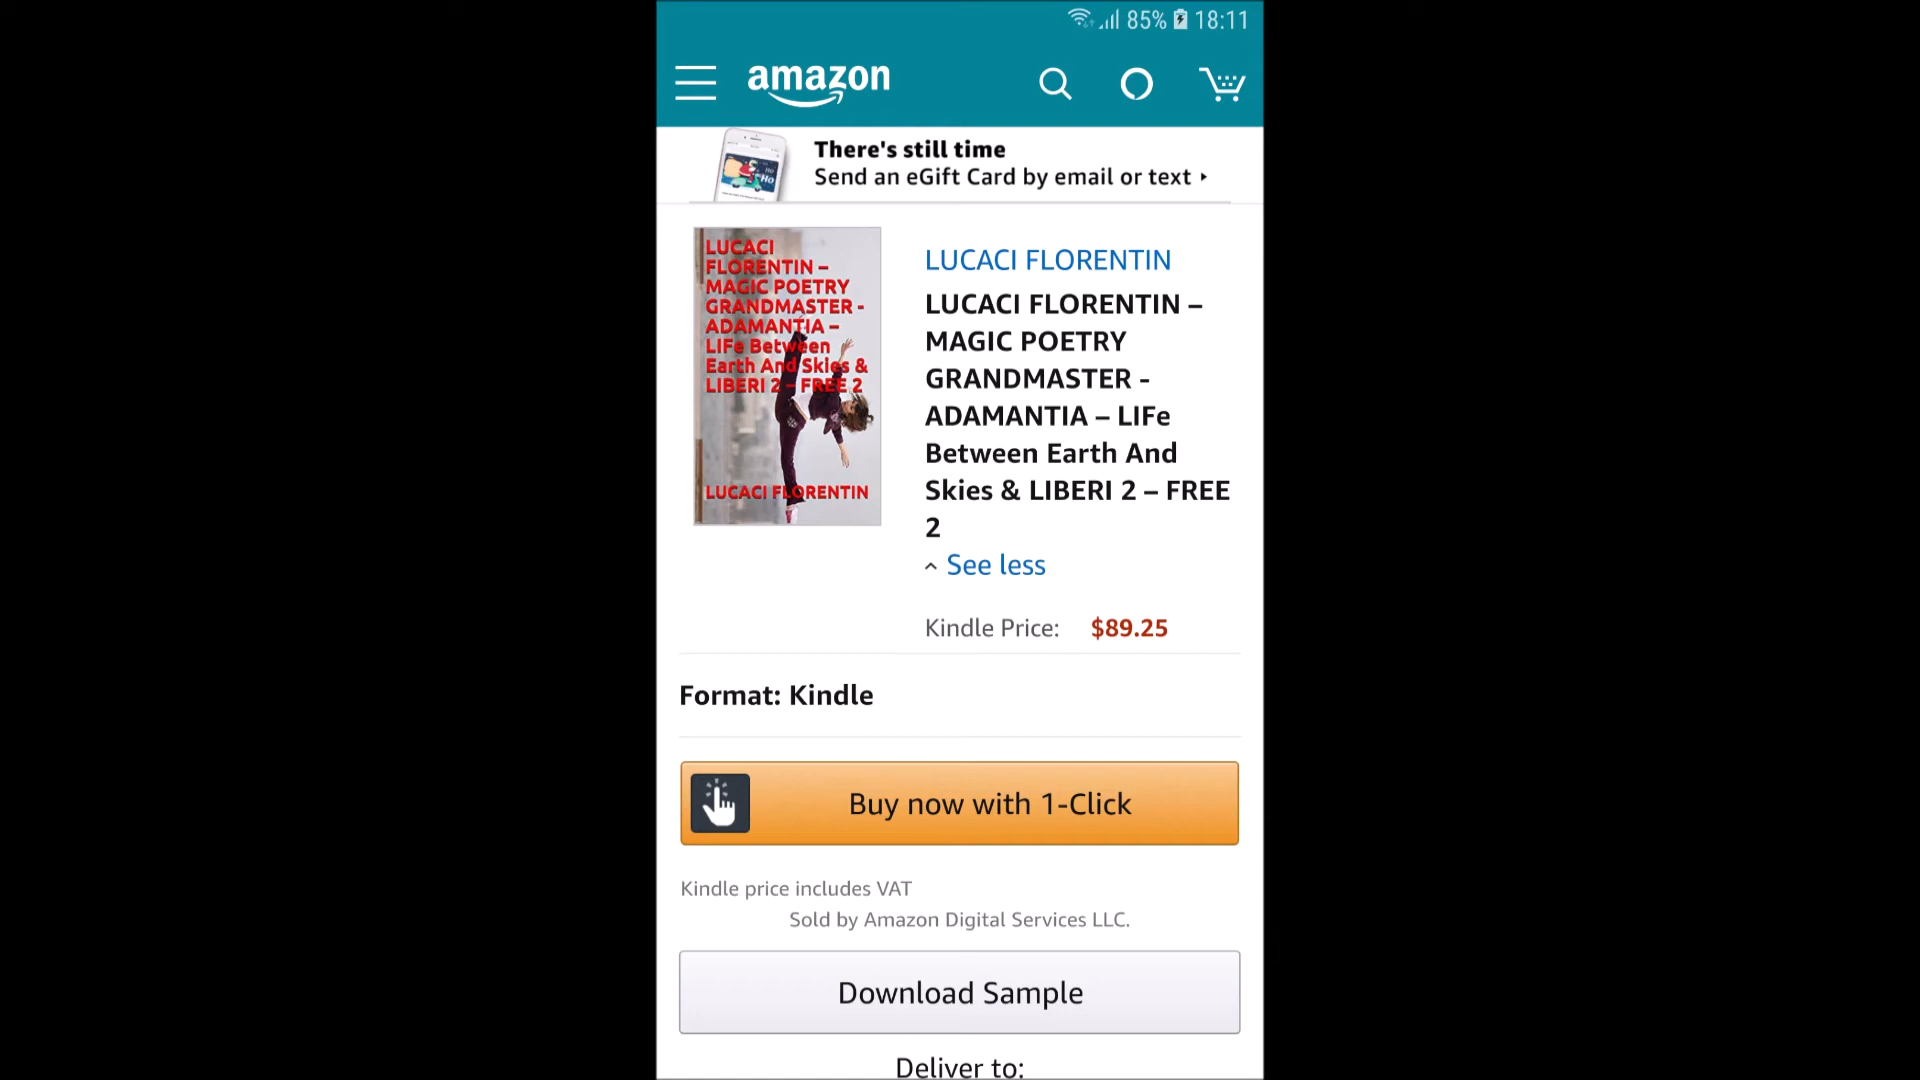 85% 18:11
amazon
There's still time
Send an eGift Card by email or text
LUCACI
FLORENTIN –
MAGIC POETRY
GRANDMASTER -
ADAMANTIA –
LIFe Between
Earth And Skies &
LIBERI 2 – FREE 2
LUCACI FLORENTIN
LUCACI FLORENTIN
LUCACI FLORENTIN –
MAGIC POETRY
GRANDMASTER -
ADAMANTIA – LIFe
Between Earth And
Skies & LIBERI 2 – FREE
2
See less
Kindle Price: $89.25
Format: Kindle
Buy now with 1-Click
Kindle price includes VAT
Sold by Amazon Digital Services LLC.
Download Sample
Deliver to: